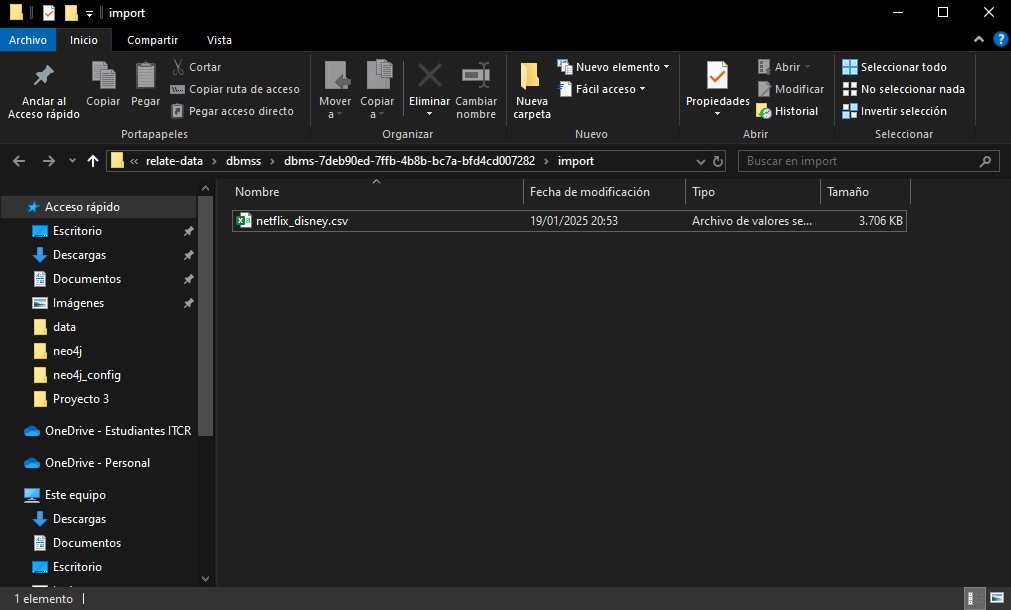 import
Archivo Inicio Compartir Vista
Anclar al Acceso rápido
Copiar
Pegar
Cortar
Copiar ruta de acceso
Pegar acceso directo
Portapapeles
Mover a
Copiar a
Eliminar
Cambiar nombre
Organizar
Nueva carpeta
Nuevo elemento
Fácil acceso
Nuevo
Propiedades
Abrir
Modificar
Historial
Abrir
Seleccionar todo
No seleccionar nada
Invertir selección
Seleccionar
« relate-data > dbmss > dbms-7deb90ed-7ffb-4b8b-bc7a-bfd4cd007282 > import
Buscar en import
Nombre Fecha de modificación Tipo Tamaño
netflix_disney.csv 19/01/2025 20:53 Archivo de valores se... 3.706 KB
Acceso rápido
Escritorio
Descargas
Documentos
Imágenes
data
neo4j
neo4j_config
Proyecto 3
OneDrive - Estudiantes ITCR
OneDrive - Personal
Este equipo
Descargas
Documentos
Escritorio
1 elemento